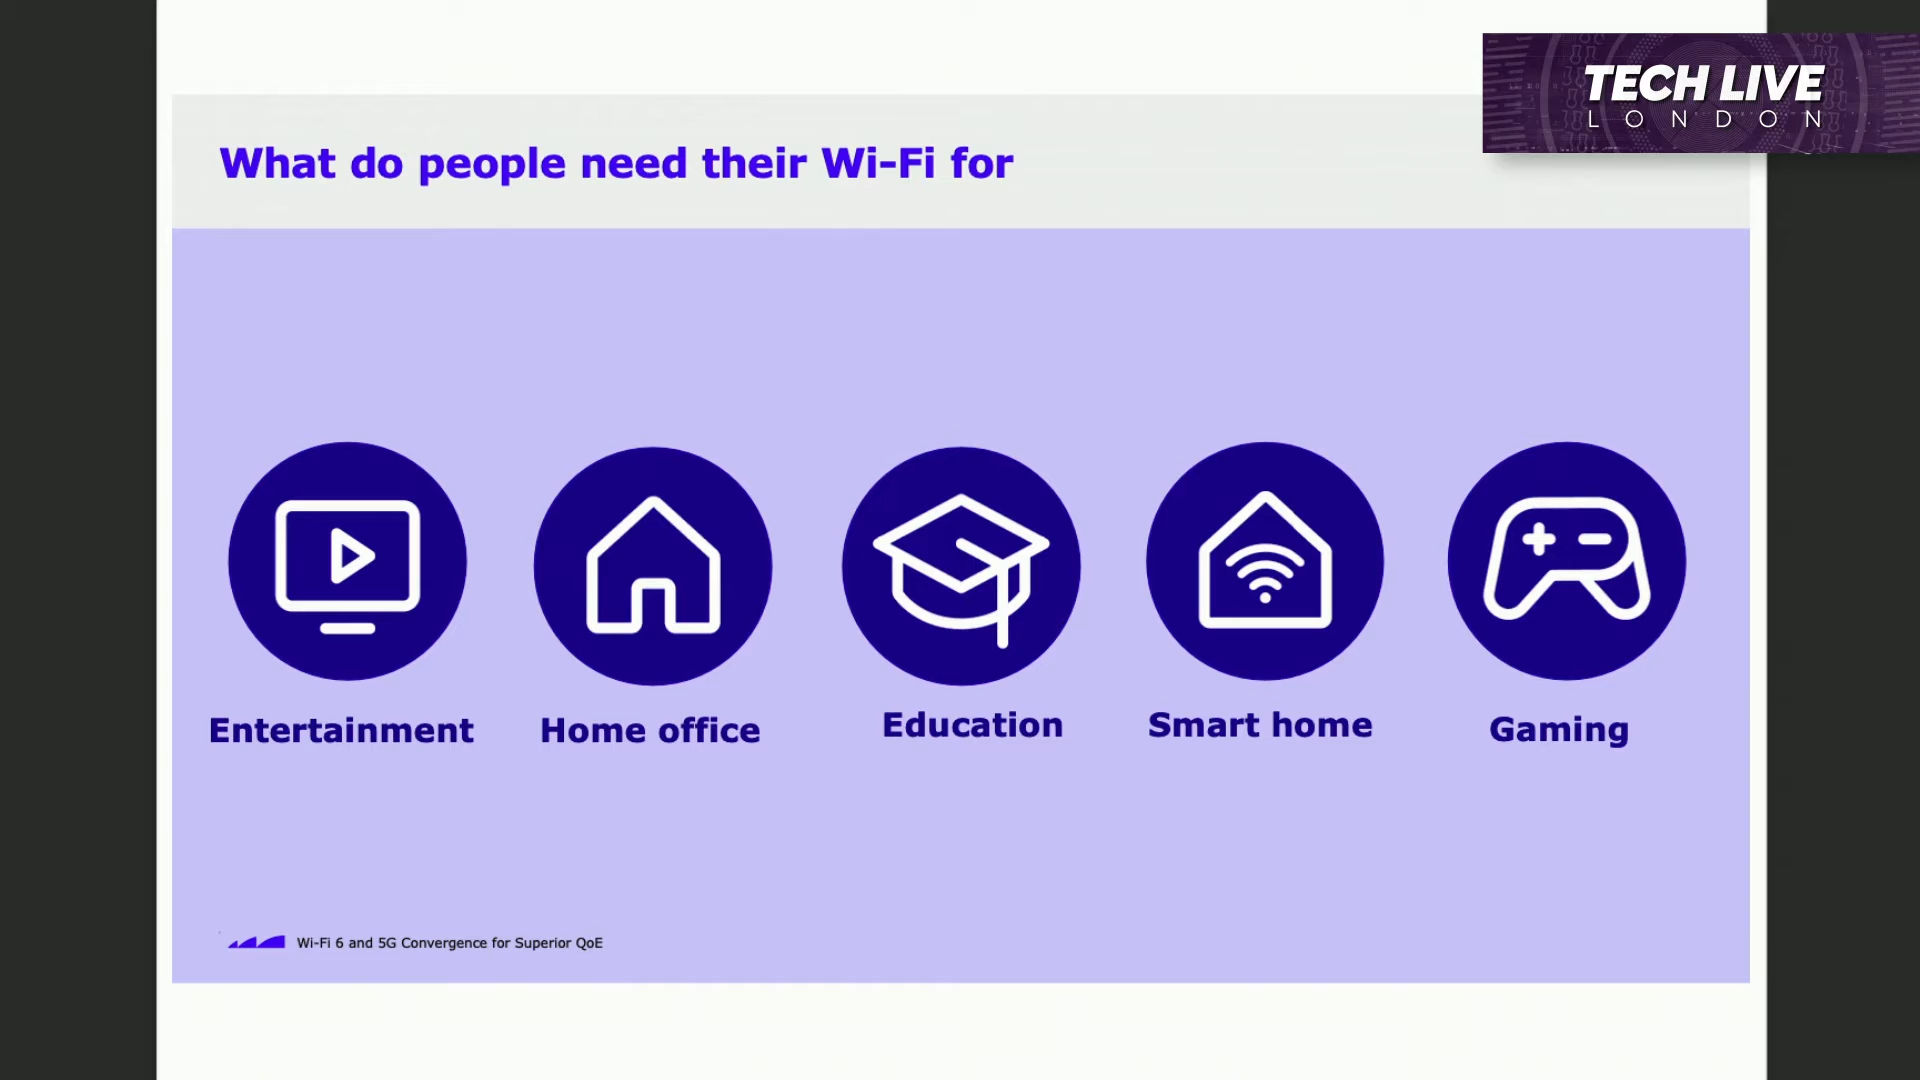 TECH LIVE
LONDON
What do people need their Wi-Fi for
Entertainment
Home office
Education
Smart home
Gaming
Wi-Fi 6 and 5G Convergence for Superior QoE